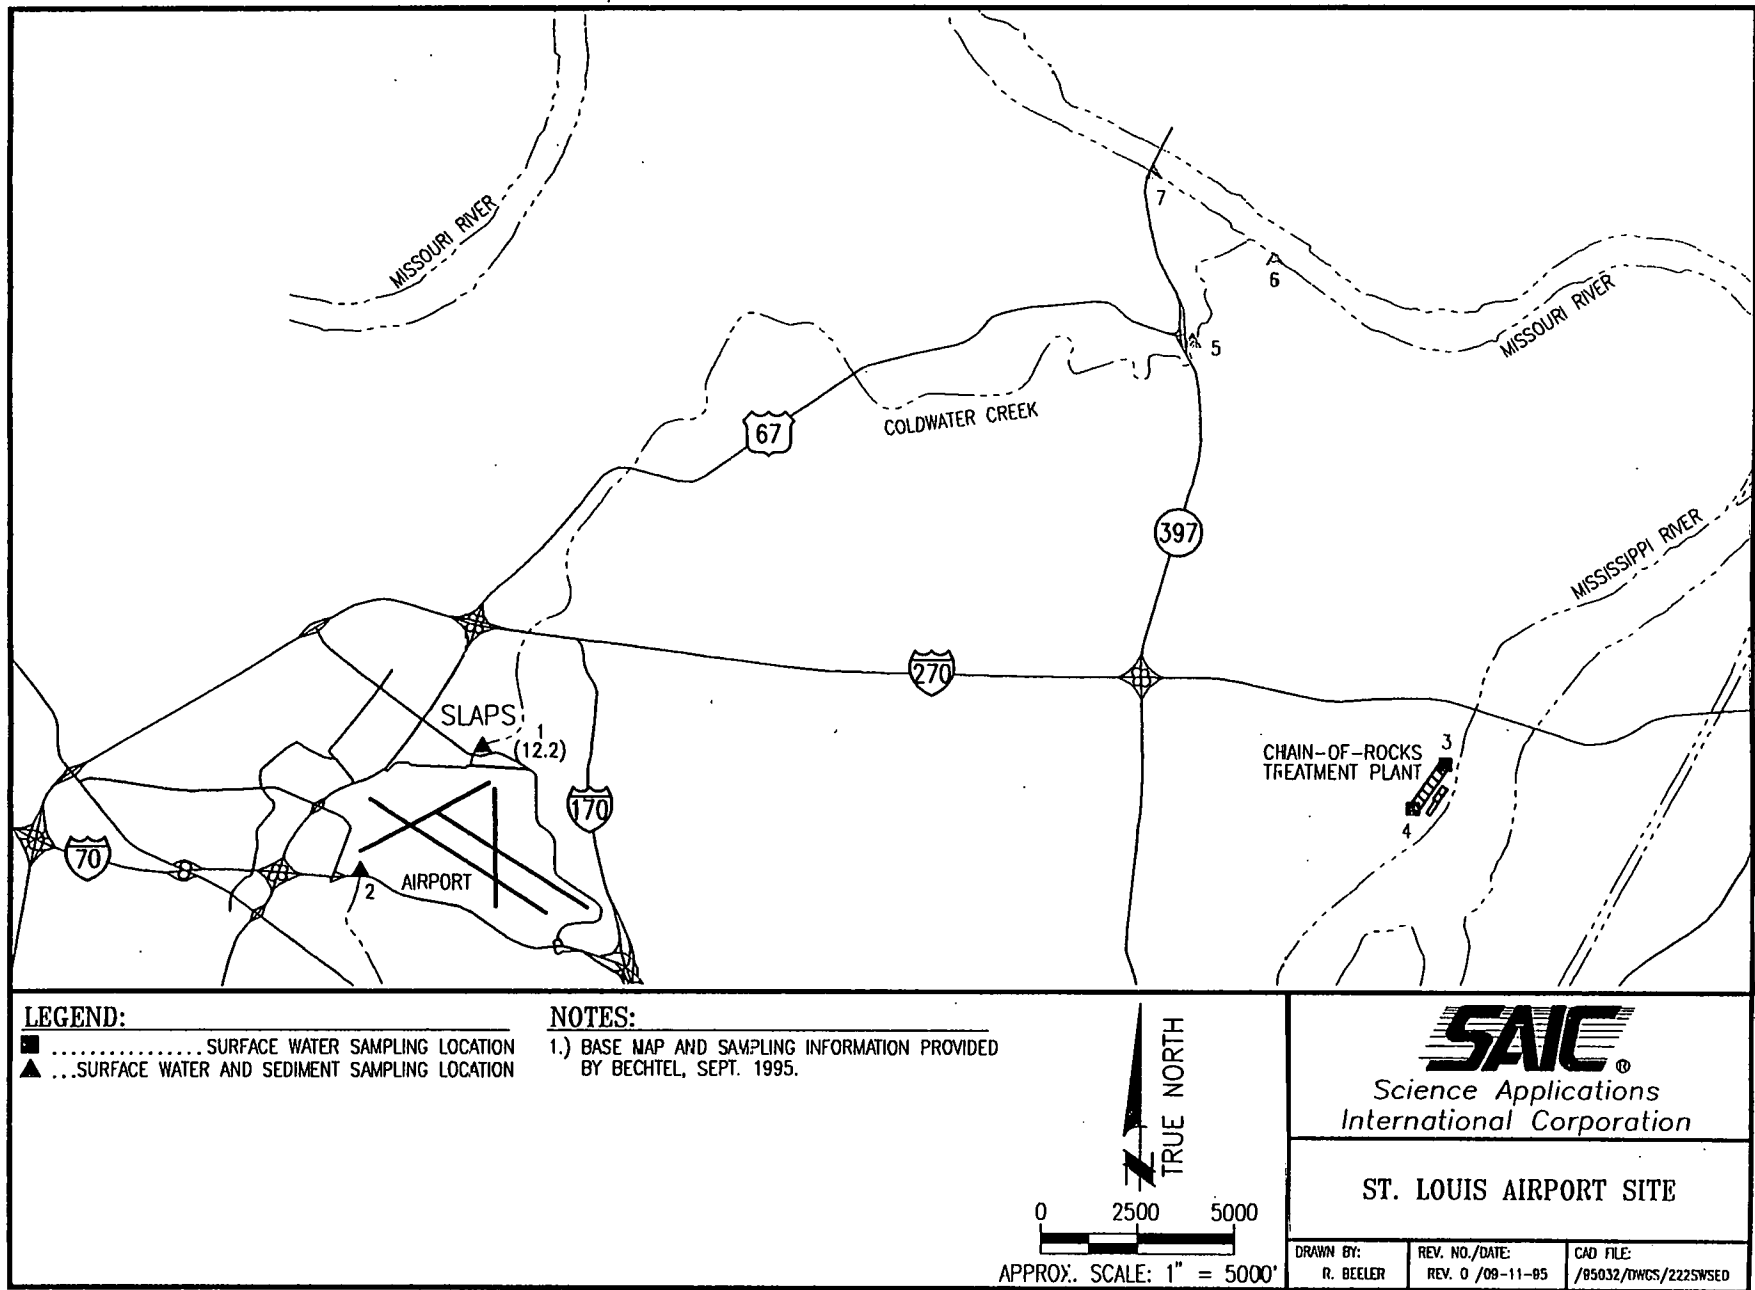 MISSOURI RIVER
7
6
MISSOURI RIVER
5
67
COLDWATER CREEK
397
MISSISSIPPI RIVER
270
SLAPS
1
(12.2)
CHAIN-OF-ROCKS
TREATMENT PLANT
3
4
170
70
2
AIRPORT
LEGEND:
■ ................SURFACE WATER SAMPLING LOCATION
▲ ...SURFACE WATER AND SEDIMENT SAMPLING LOCATION
NOTES:
1.) BASE MAP AND SAMPLING INFORMATION PROVIDED
BY BECHTEL, SEPT. 1995.
TRUE NORTH
0 2500 5000
APPROX. SCALE: 1" = 5000'
SAIC®
Science Applications
International Corporation
ST. LOUIS AIRPORT SITE
DRAWN BY:
R. BEELER
REV. NO./DATE:
REV. 0 /09-11-95
CAD FILE:
/95032/DWGS/222SWSED